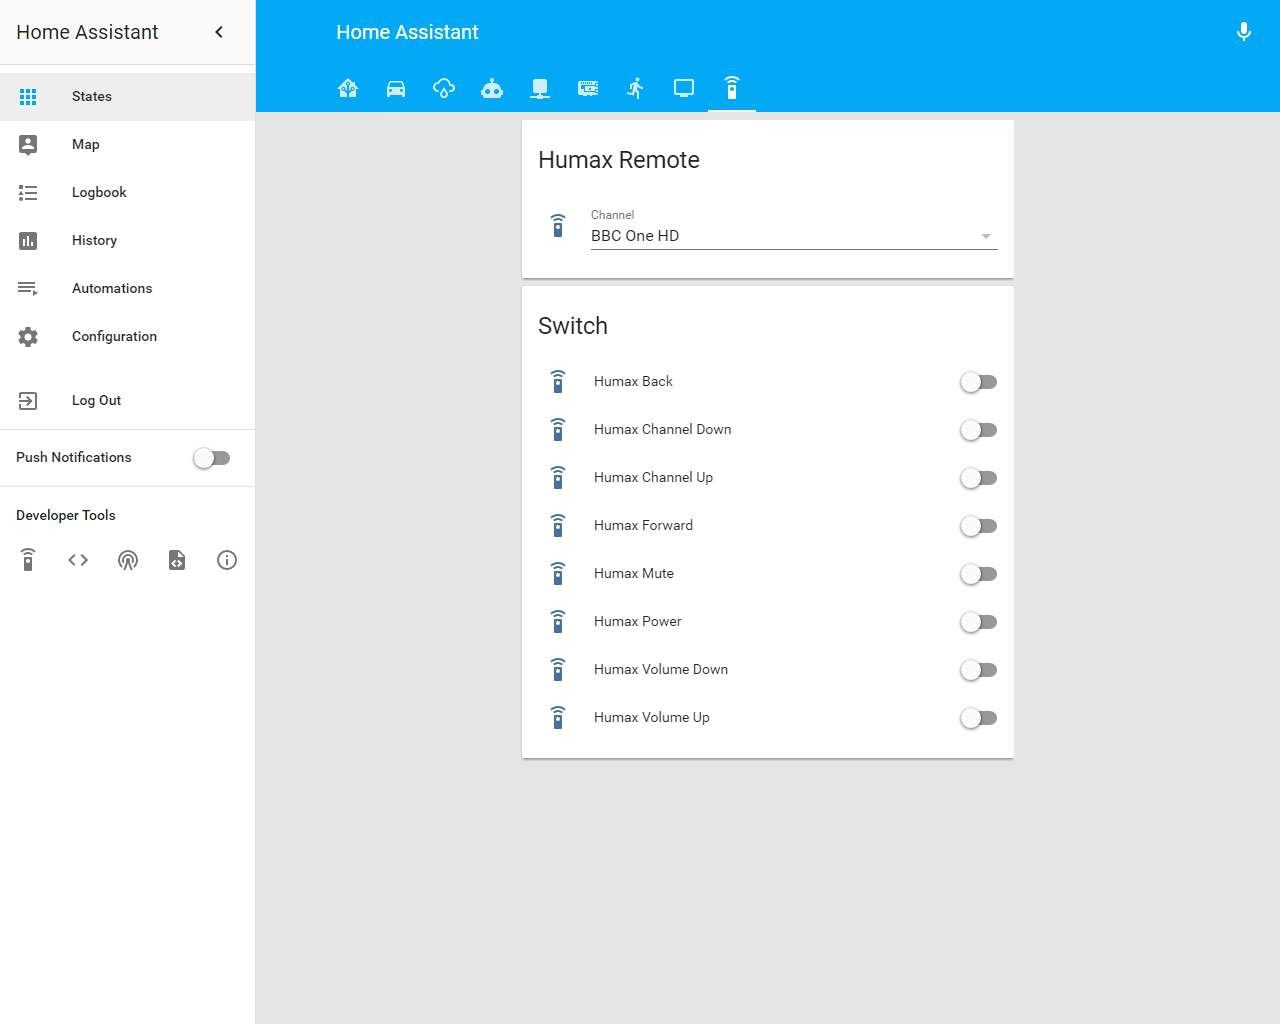 Home Assistant
Home Assistant
States
Map
Logbook
History
Automations
Configuration
Log Out
Push Notifications
Developer Tools
Humax Remote
Channel
BBC One HD
Switch
Humax Back
Humax Channel Down
Humax Channel Up
Humax Forward
Humax Mute
Humax Power
Humax Volume Down
Humax Volume Up